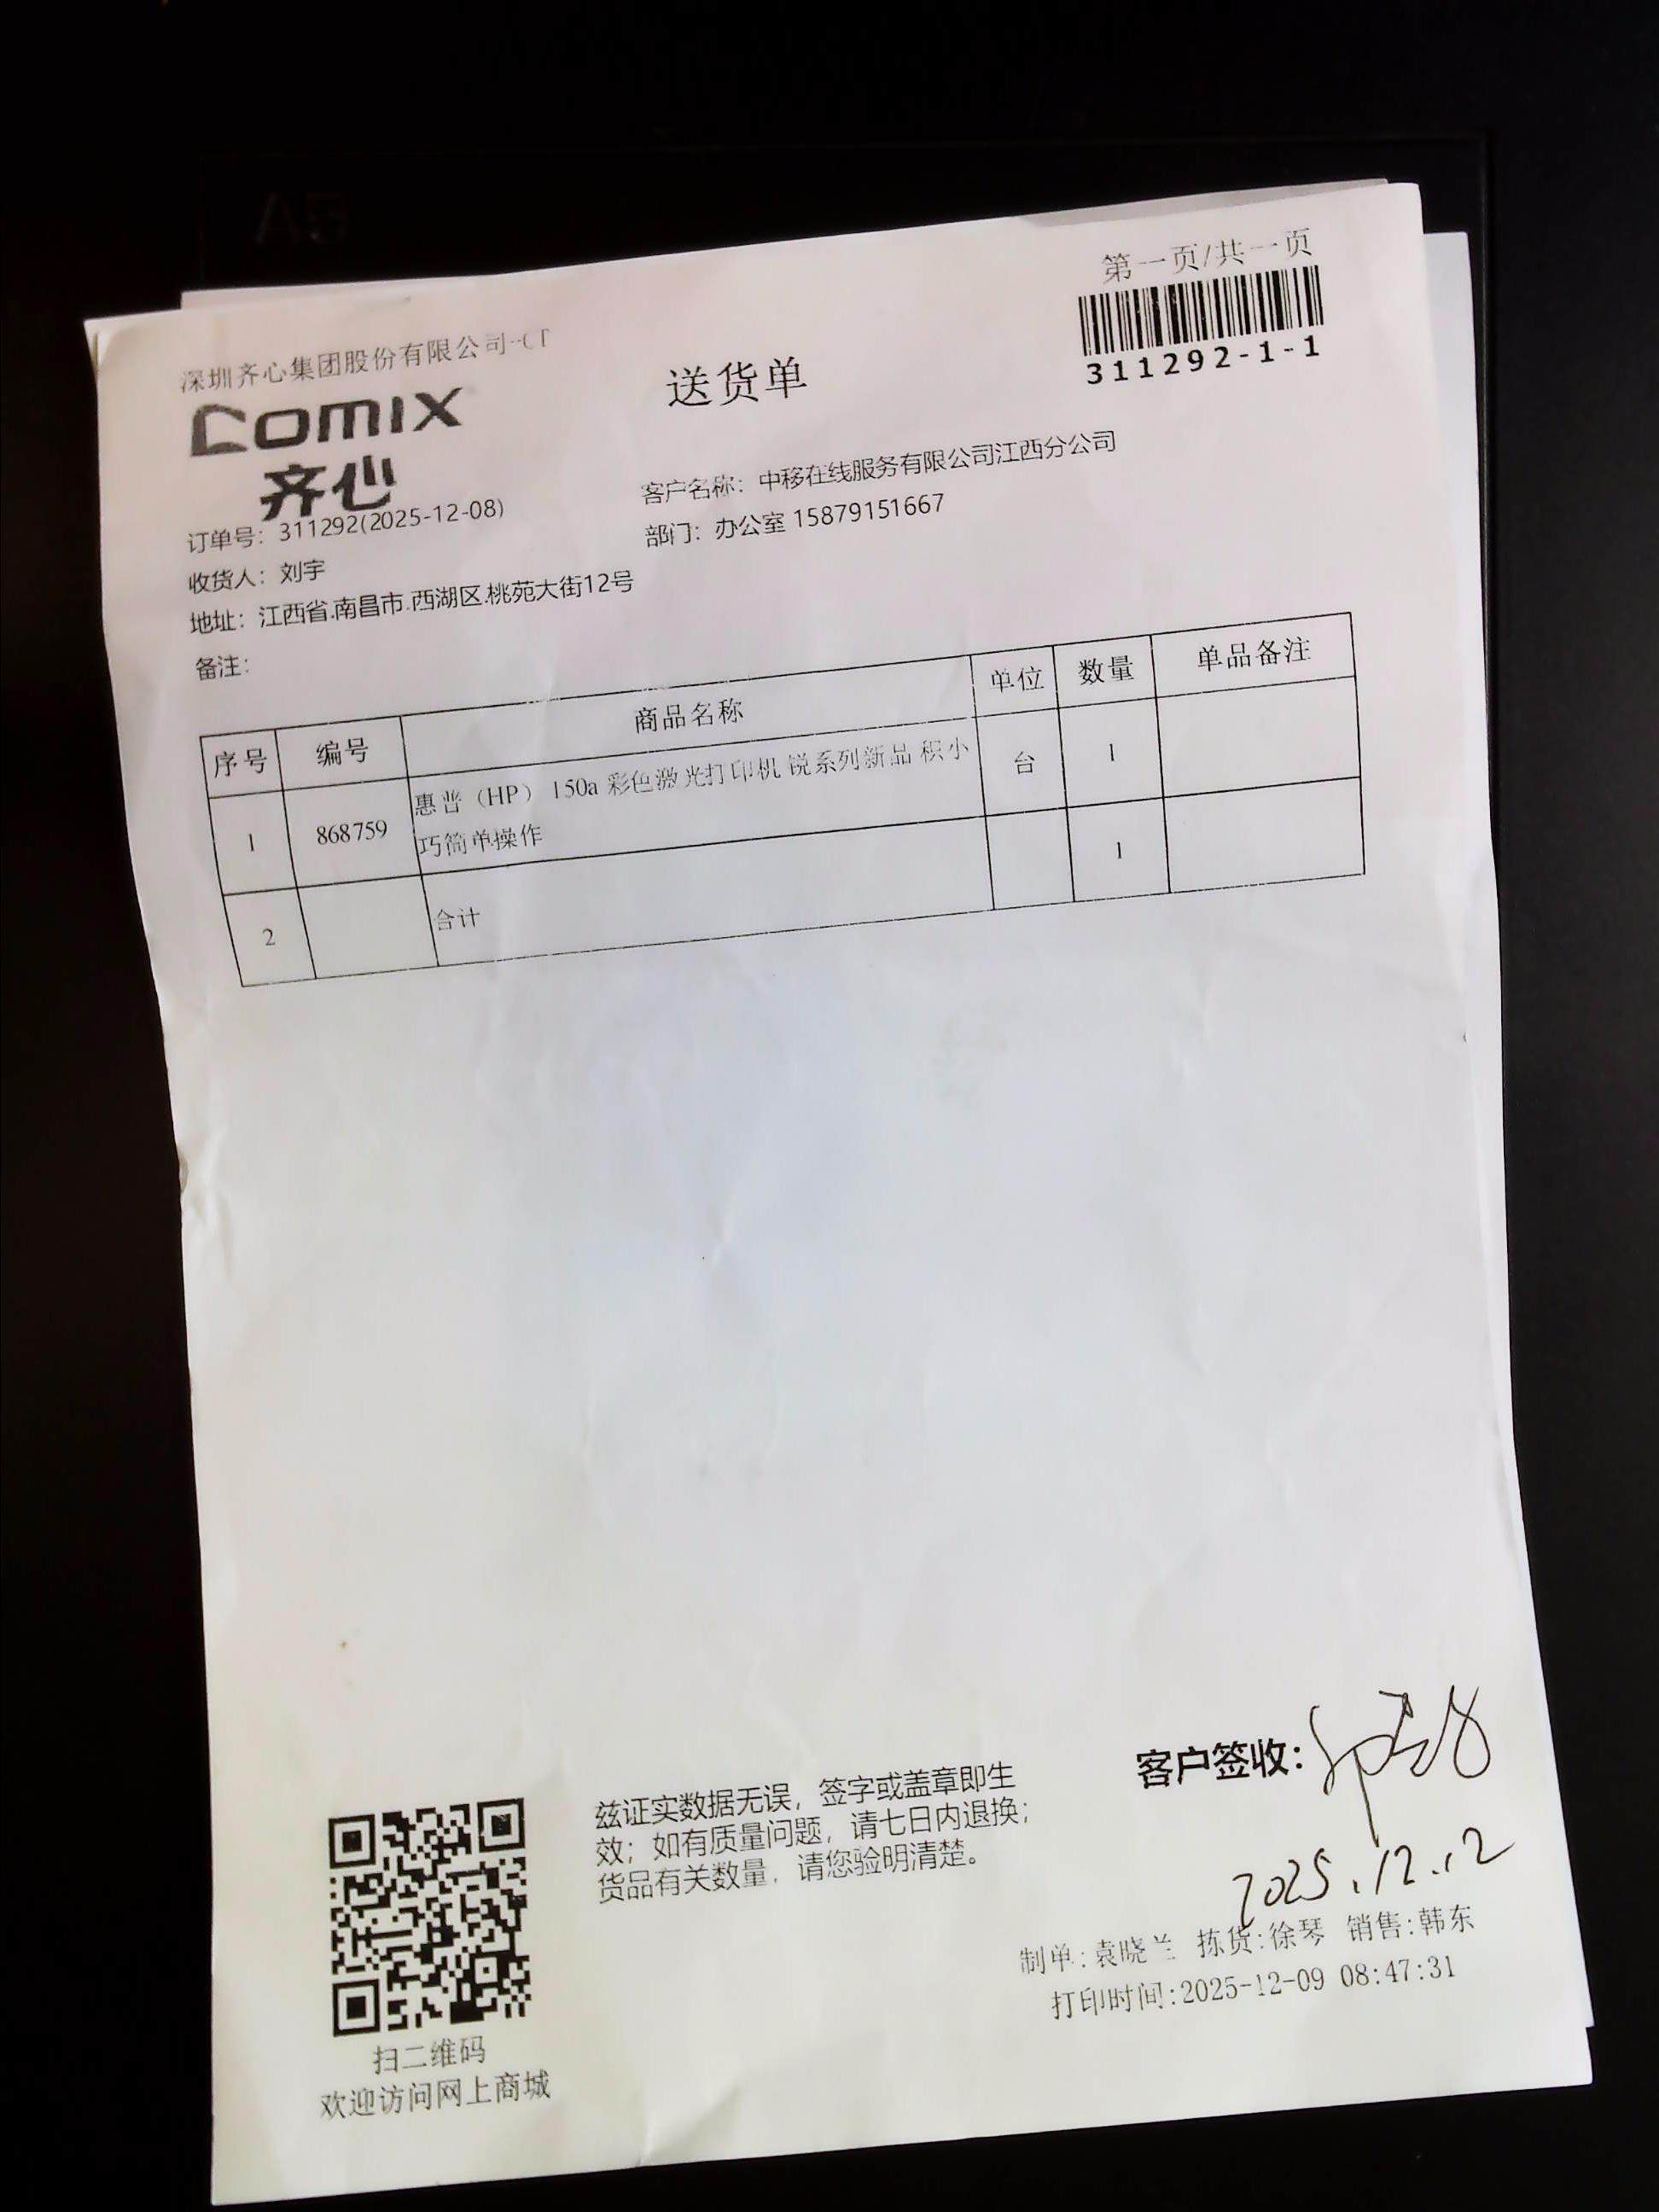 第一页/共一页
311292-1-1
深圳齐心集团股份有限公司-CT
comix
齐心
送货单
订单号：311292(2025-12-08)
客户名称：中移在线服务有限公司江西分公司
收货人：刘宇
部门：办公室 15879151667
地址：江西省.南昌市.西湖区.桃苑大街12号
备注：
序号 编号 商品名称 单位 数量 单品备注
1 868759 惠普（HP） 150a 彩色激光打印机 锐系列新品 积小
巧简单操作 台 1
2 合计 1
客户签收：
2025.12.12
兹证实数据无误，签字或盖章即生
效；如有质量问题，请七日内退换；
货品有关数量，请您验明清楚。
制单:袁晓兰 拣货:徐琴 销售:韩东
打印时间:2025-12-09 08:47:31
扫二维码
欢迎访问网上商城
A5